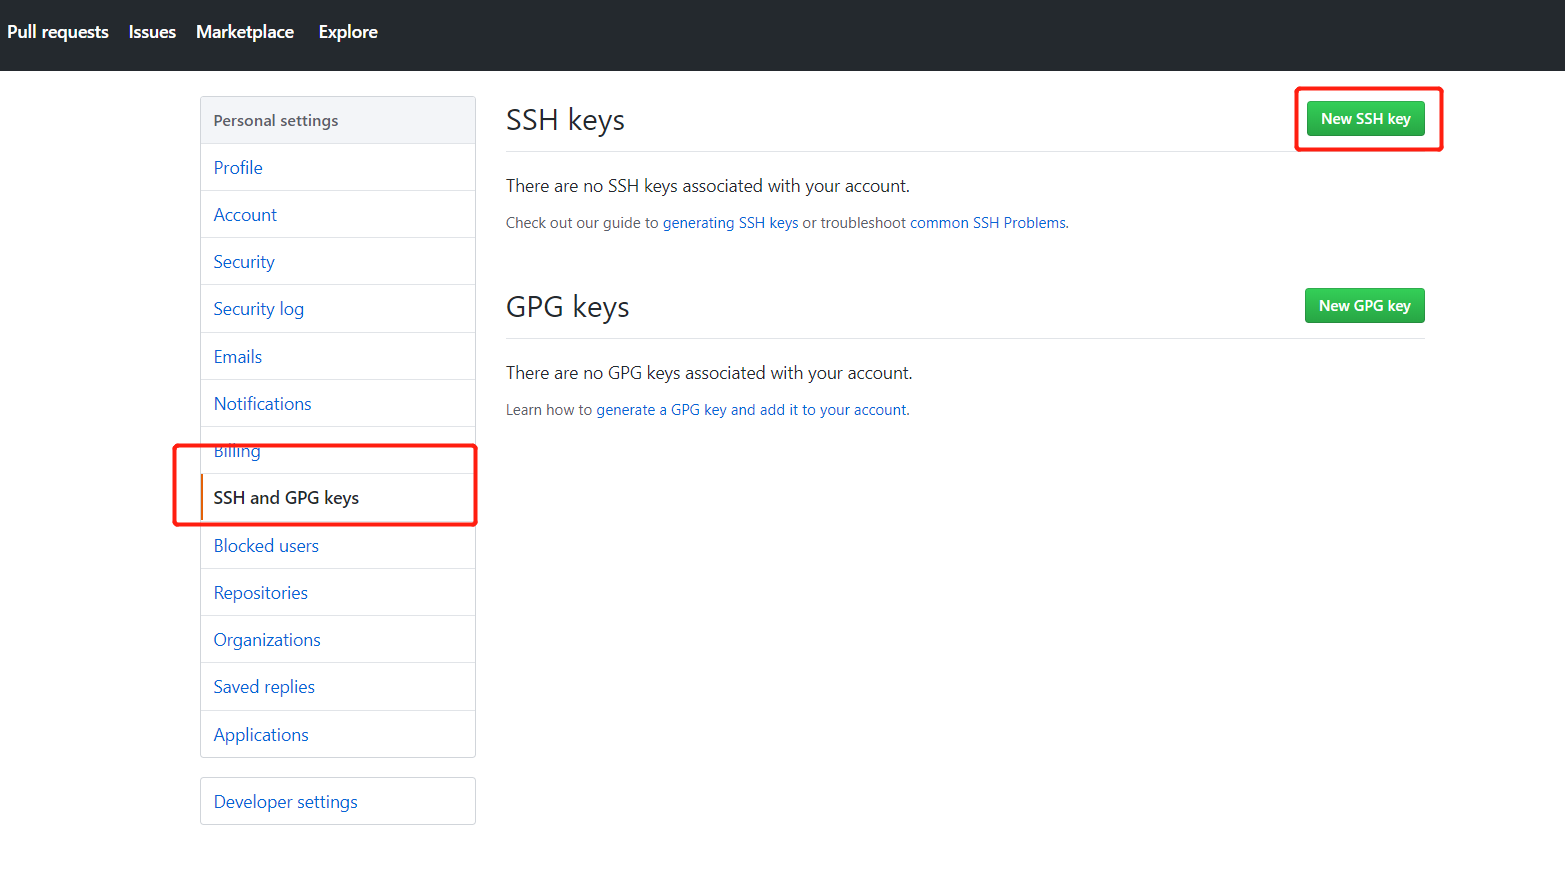 Pull requests Issues Marketplace Explore
Personal settings
Profile
Account
Security
Security log
Emails
Notifications
Billing
SSH and GPG keys
Blocked users
Repositories
Organizations
Saved replies
Applications
Developer settings
SSH keys
New SSH key
There are no SSH keys associated with your account.
Check out our guide to generating SSH keys or troubleshoot common SSH Problems.
GPG keys
New GPG key
There are no GPG keys associated with your account.
Learn how to generate a GPG key and add it to your account.